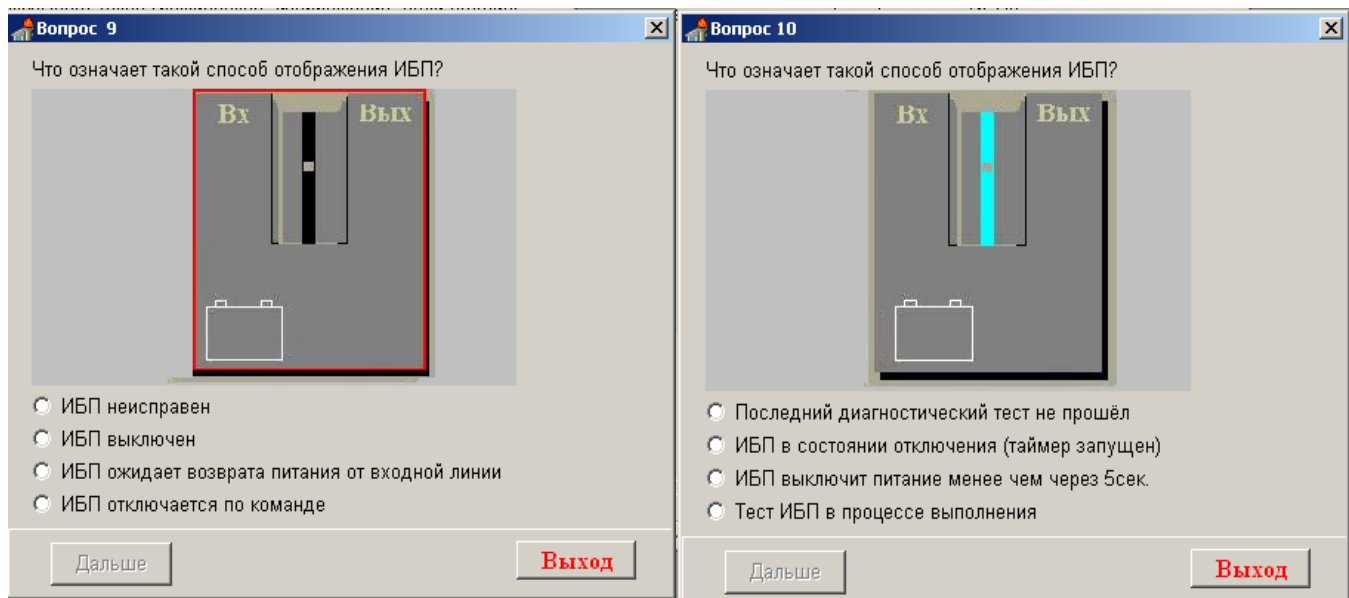 Вопрос 9
Что означает такой способ отображения ИБП?
Вх Вых
ИБП неисправен
ИБП выключен
ИБП ожидает возврата питания от входной линии
ИБП отключается по команде
Дальше Выход
Вопрос 10
Что означает такой способ отображения ИБП?
Вх Вых
Последний диагностический тест не прошёл
ИБП в состоянии отключения (таймер запущен)
ИБП выключит питание менее чем через 5сек.
Тест ИБП в процессе выполнения
Дальше Выход